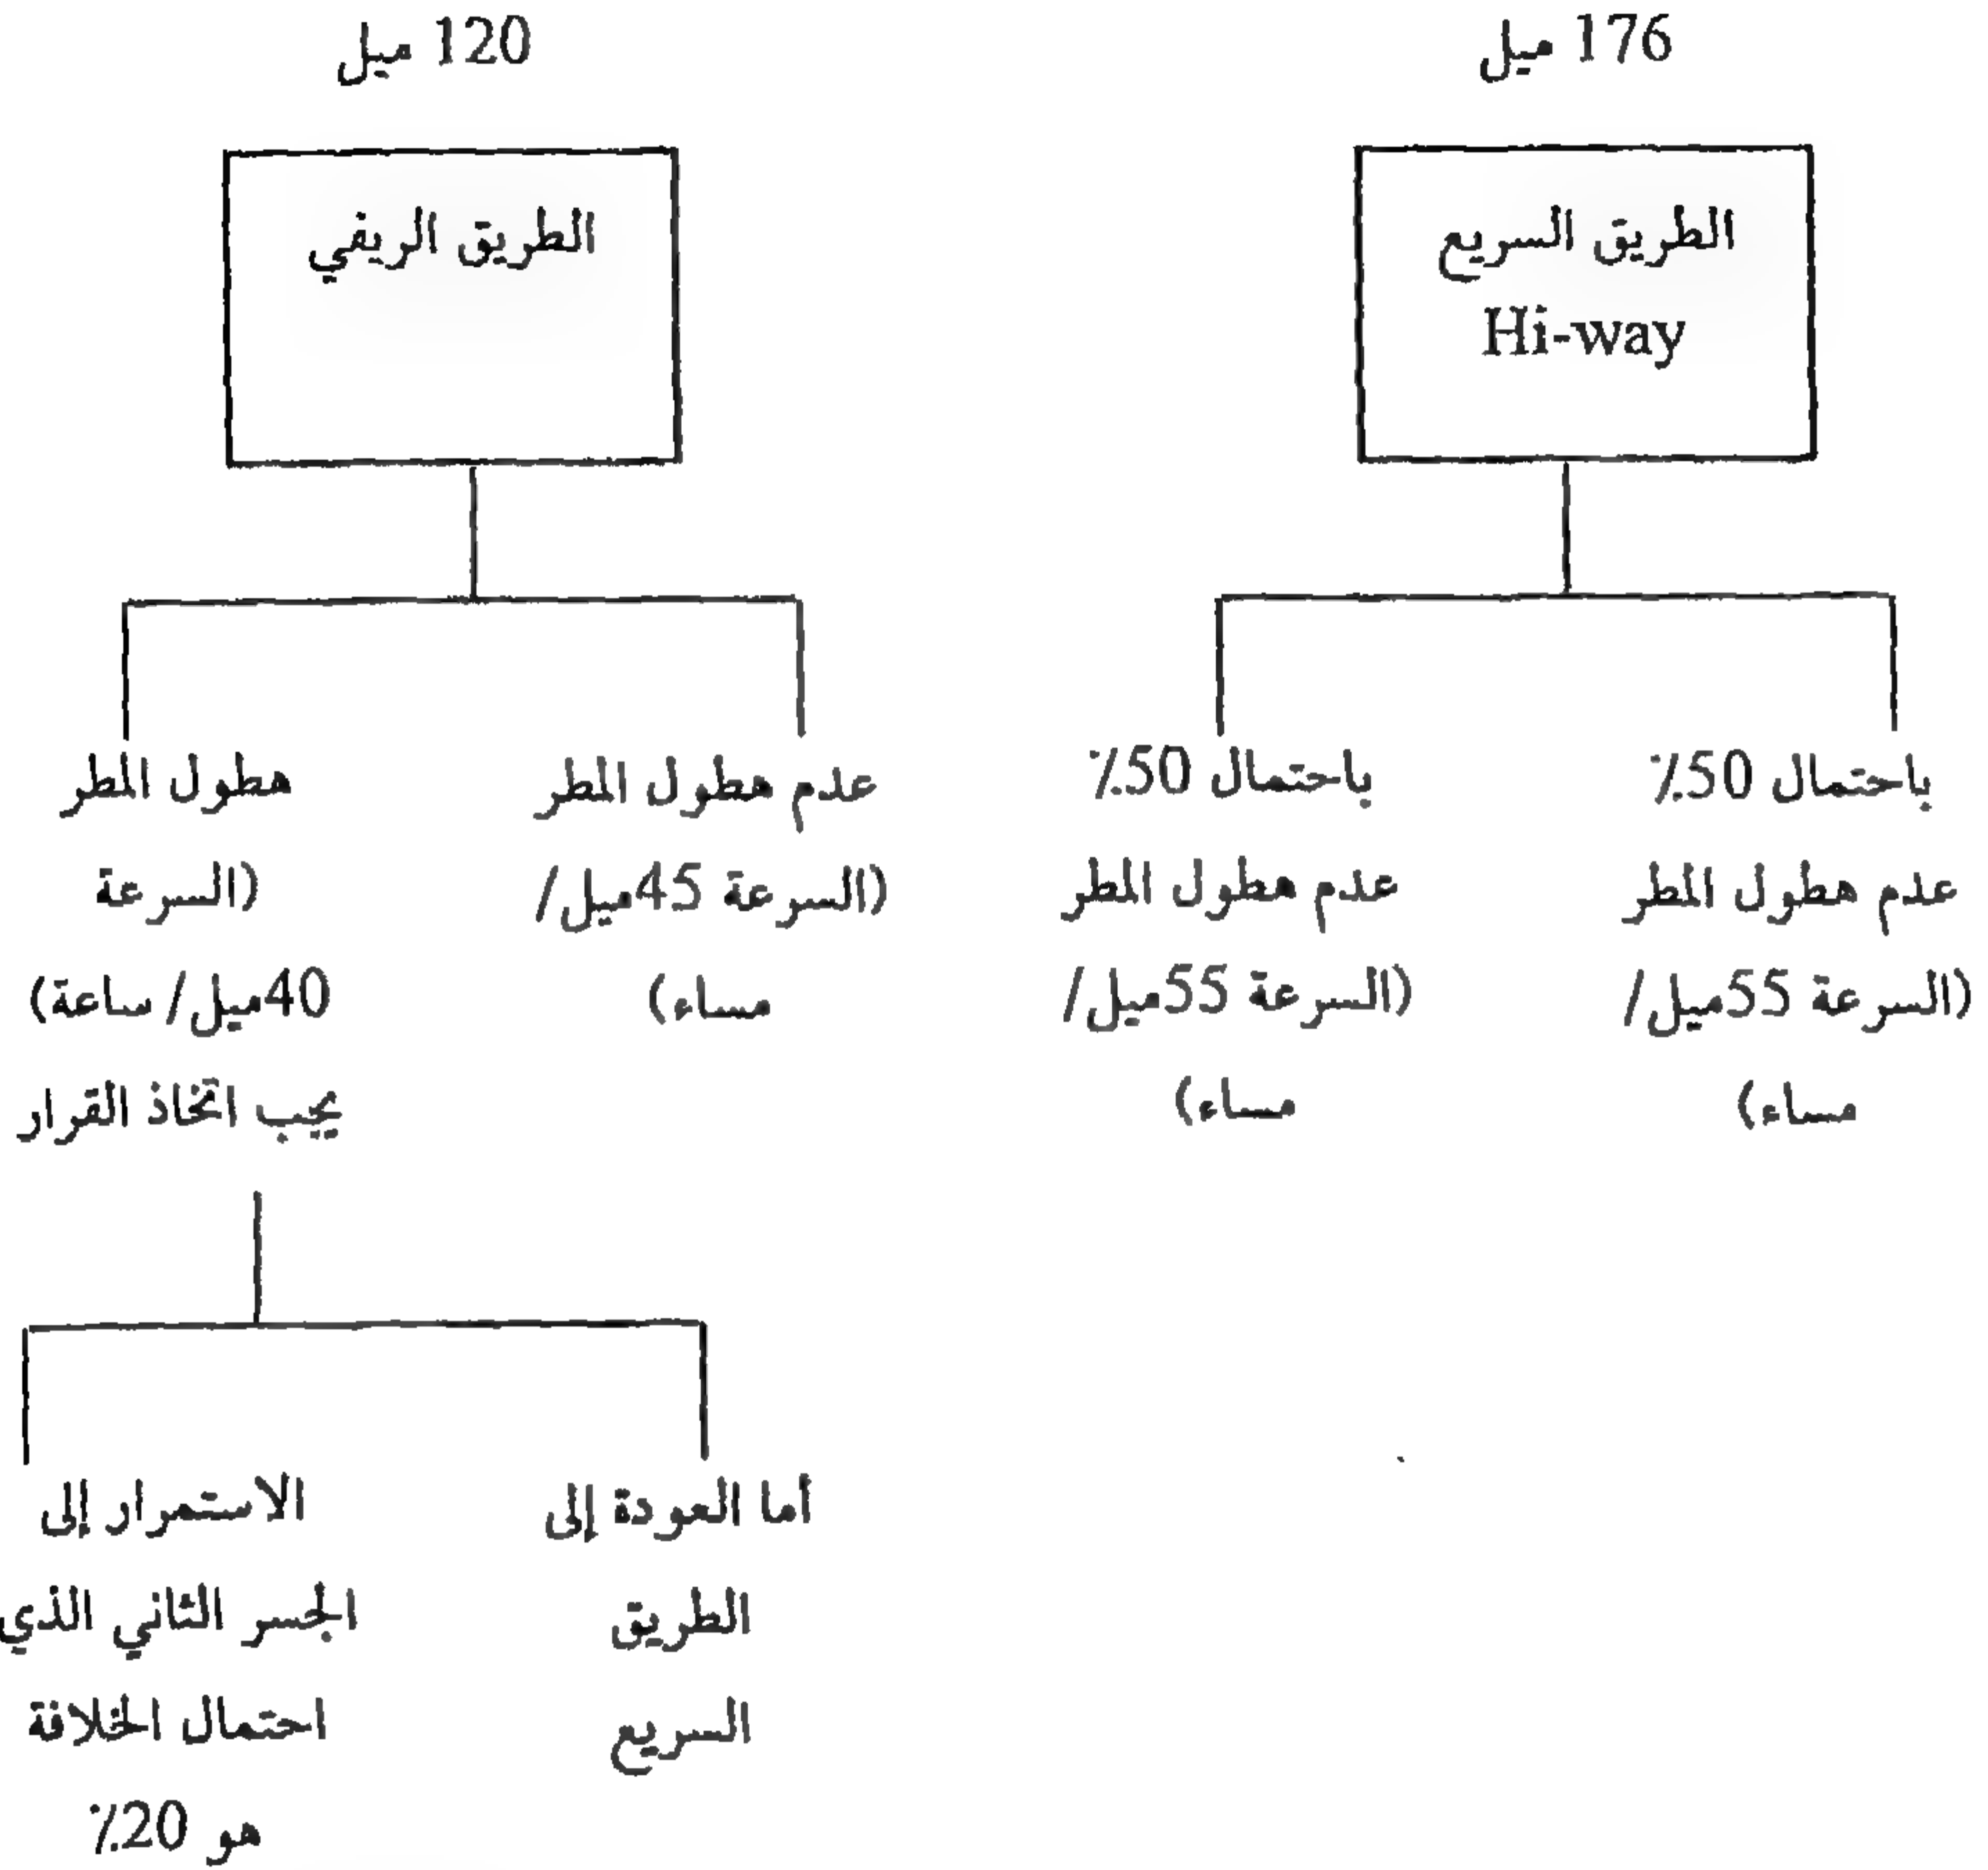 176 ميل
الطريق السريع
Hi-way
باحتمال 50٪
عدم هطول المطر
(السرعة 55ميل/
مساء)
باحتمال 50٪
عدم هطول المطر
(السرعة 55ميل/
مساء)
120 ميل
الطريق الريفي
عدم هطول المطر
(السرعة 45ميل/
مساء)
هطول المطر
(السرعة
40ميل/ساعة)
يجب اتخاذ القرار
أما العودة إلى
الطريق
السريع
الاستمرار إلى
الجسر الثاني الذي
احتمال اخلاقة
هو 20٪